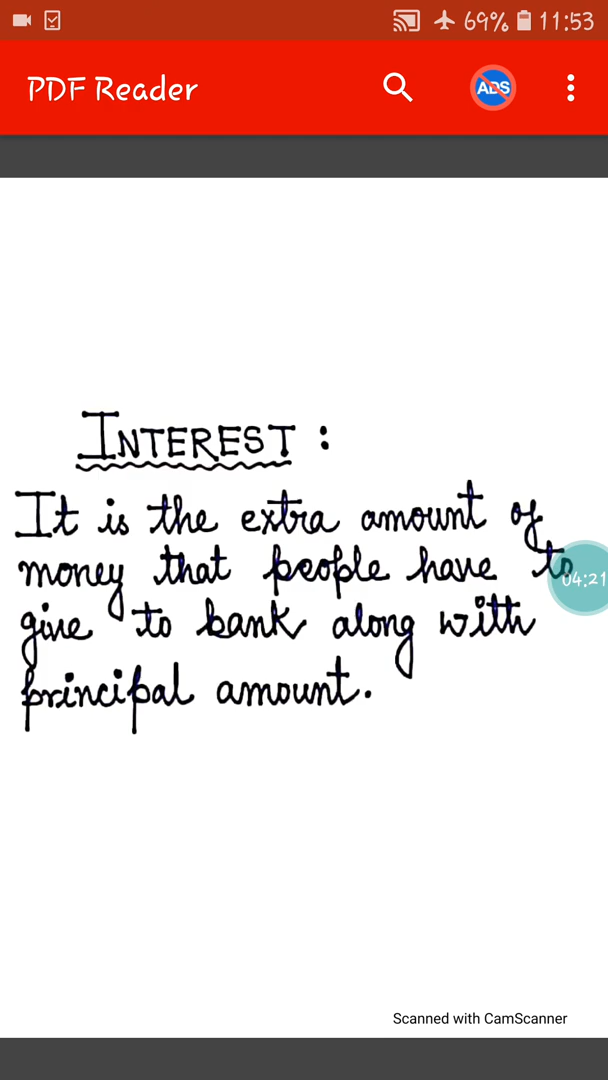 69% 11:53
PDF Reader
ADS
INTEREST :
It is the extra amount of
money that people have to
04:21
give to bank along with
principal amount.
Scanned with CamScanner